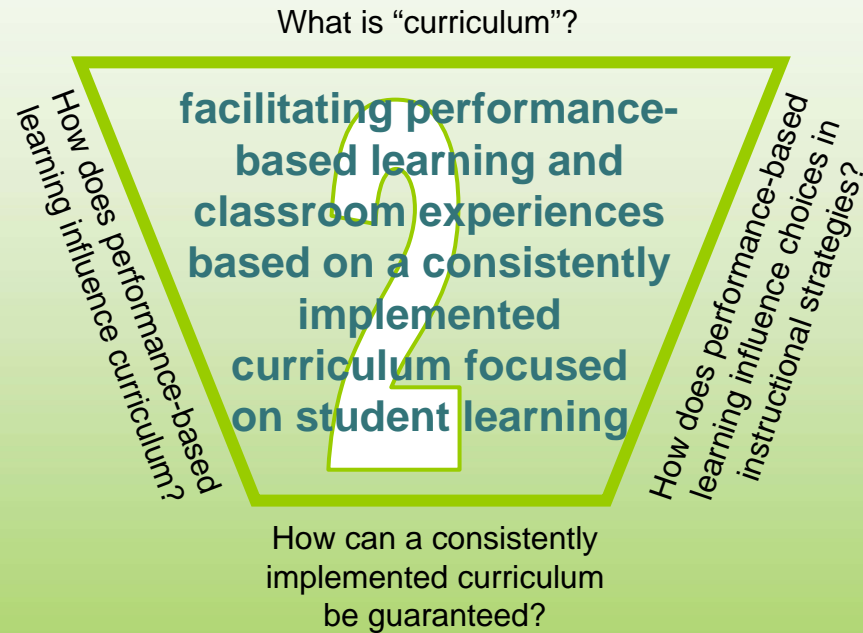 What is “curriculum”?
How does performance-based
learning influence curriculum?
2
facilitating performance-
based learning and
classroom experiences
based on a consistently
implemented
curriculum focused
on student learning
How does performance-based
learning influence choices in
instructional strategies?
How can a consistently
implemented curriculum
be guaranteed?